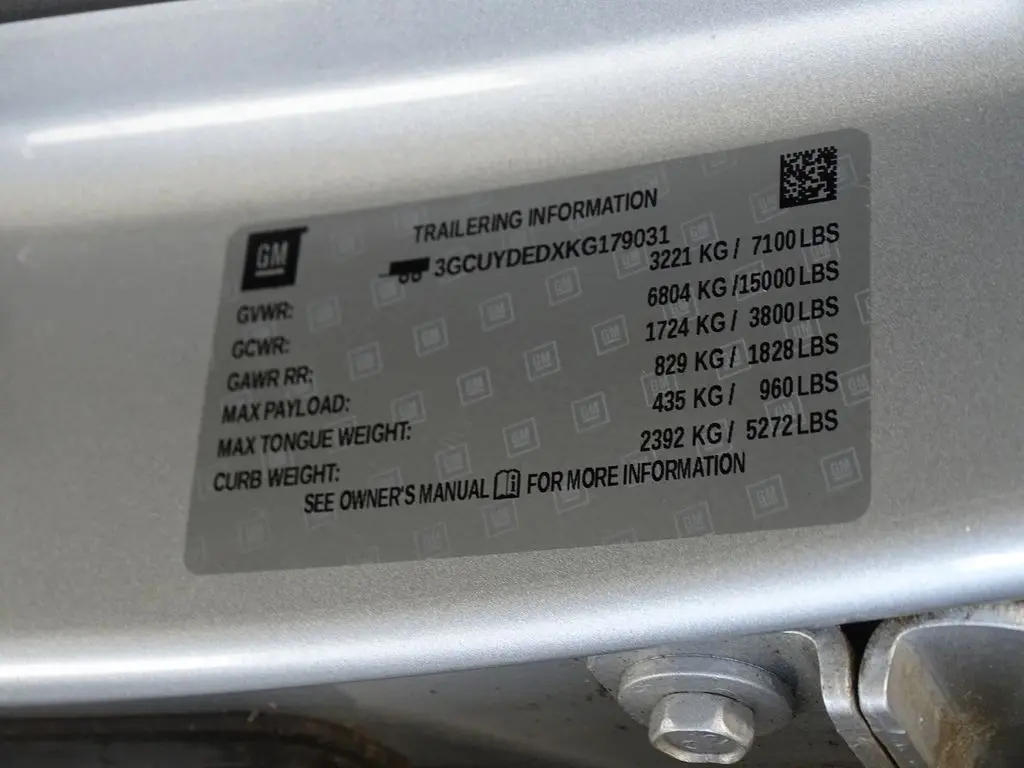 GM
TRAILERING INFORMATION
3GCUYDEDXKG179031
GVWR: 3221 KG / 7100 LBS
GCWR: 6804 KG /15000 LBS
GAWR RR: 1724 KG / 3800 LBS
MAX PAYLOAD: 829 KG / 1828 LBS
MAX TONGUE WEIGHT: 435 KG / 960 LBS
CURB WEIGHT: 2392 KG / 5272 LBS
SEE OWNER'S MANUAL FOR MORE INFORMATION